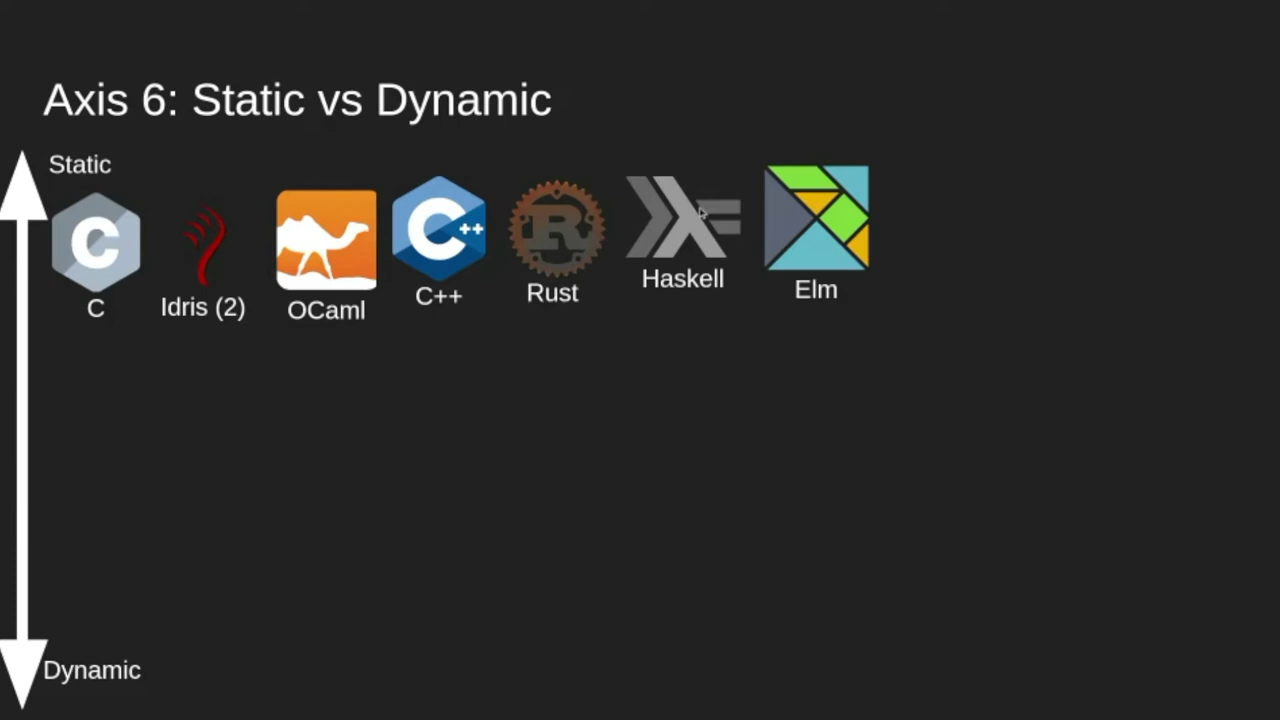 Axis 6: Static vs Dynamic
Static
C
C++
R
C
Idris (2)
OCaml
C++
Rust
Haskell
Elm
Dynamic